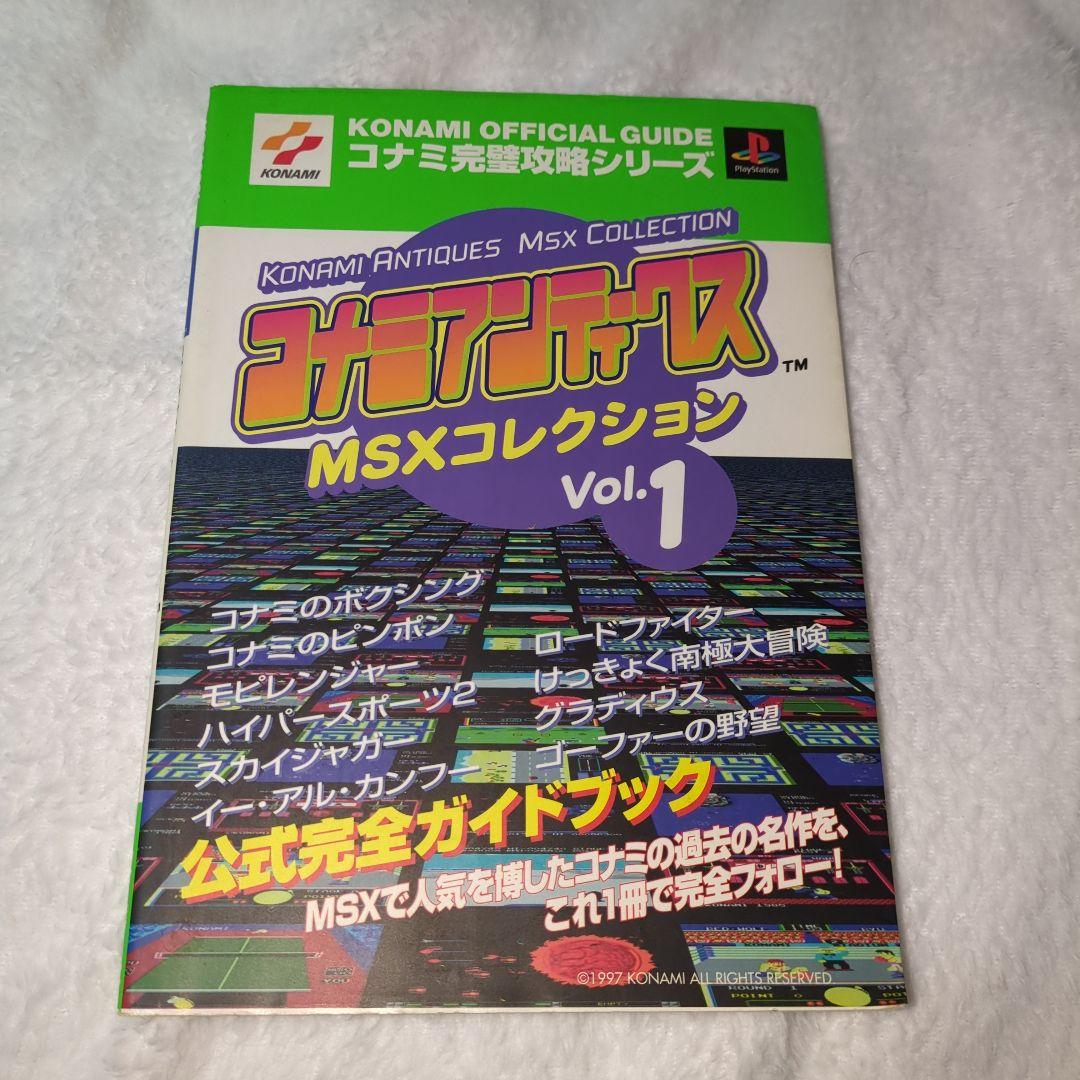 KONAMI
KONAMI OFFICIAL GUIDE
コナミ完璧攻略シリーズ
PlayStation
KONAMI ANTIQUES MSX COLLECTION
コナミアンティークス
TM
MSXコレクション
Vol.1
コナミのボクシング
コナミのピンポン
モピレンジャー
ハイパースポーツ2
スカイジャガー
イー・アル・カンフー
ロードファイター
けっきょく南極大冒険
グラディウス
ゴーファーの野望
公式完全ガイドブック
MSXで人気を博したコナミの過去の名作を、
これ1冊で完全フォロー!
©1997 KONAMI ALL RIGHTS RESERVED
ROUND 1
POINT 0